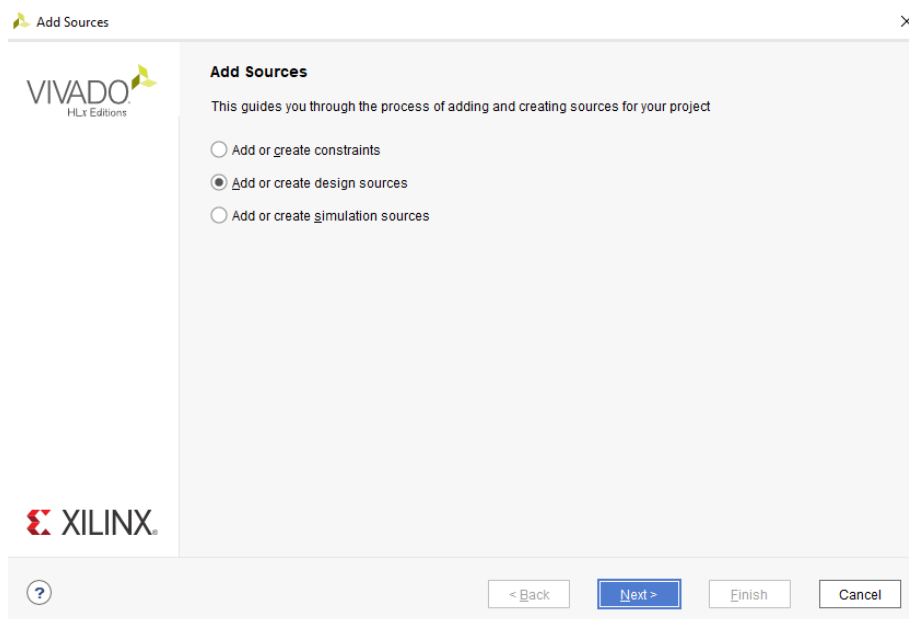 Add Sources
VIVADO
HLx Editions
Add Sources
This guides you through the process of adding and creating sources for your project
Add or create constraints
Add or create design sources
Add or create simulation sources
XILINX
?
< Back
Next >
Finish
Cancel